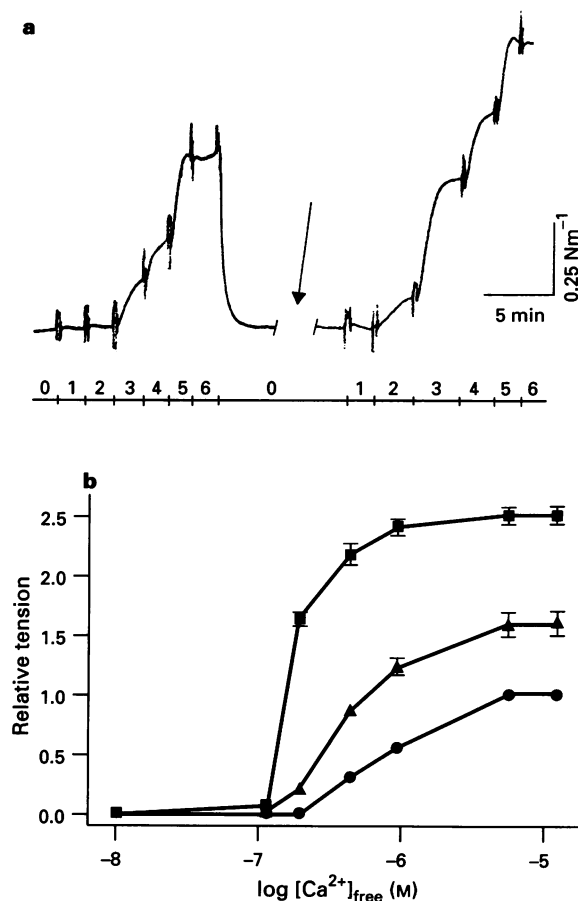 a
0.25 Nm⁻¹
5 min
0 1 2 3 4 5 6 0 1 2 3 4 5 6
b
2.5
2.0
1.5
1.0
0.5
0.0
Relative tension
–8 –7 –6 –5
log [Ca²⁺]free (M)